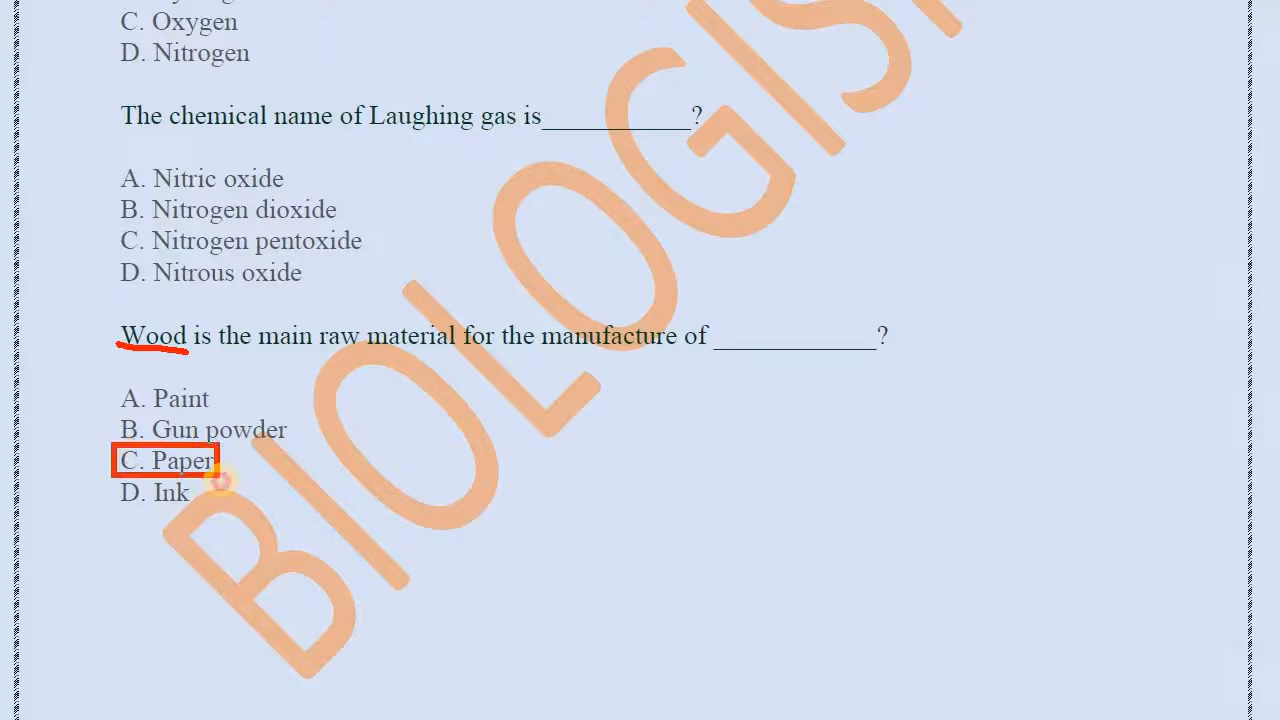 C. Oxygen
D. Nitrogen
The chemical name of Laughing gas is___________?
A. Nitric oxide
B. Nitrogen dioxide
C. Nitrogen pentoxide
D. Nitrous oxide
Wood is the main raw material for the manufacture of ____________?
A. Paint
B. Gun powder
C. Paper
D. Ink